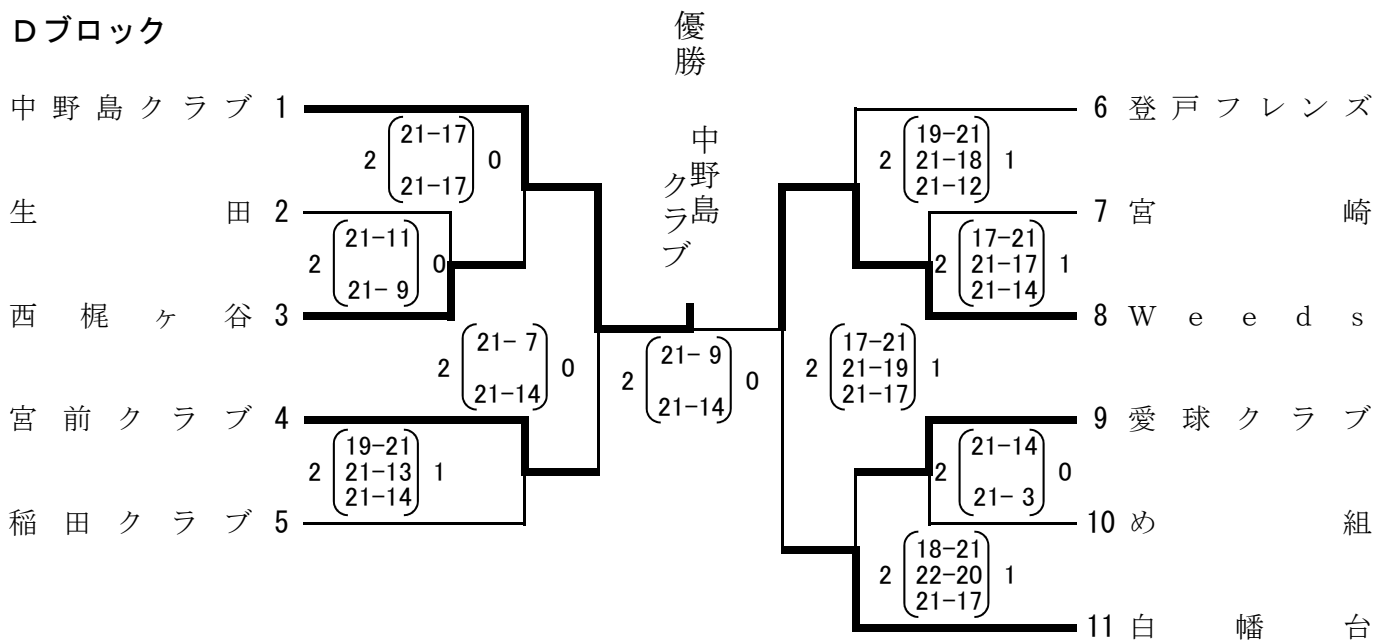 Dブロック
優勝
中野島クラブ
中野島クラブ 1
2 21-17 21-17 0
生田 2
2 21-11 21- 9 0
西梶ヶ谷 3
2 21- 7 21-14 0
宮前クラブ 4
2 19-21 21-13 21-14 1
稲田クラブ 5
2 21- 9 21-14 0
6 登戸フレンズ
2 19-21 21-18 21-12 1
7 宮崎
2 17-21 21-17 21-14 1
8 Weeds
2 17-21 21-19 21-17 1
9 愛球クラブ
2 21-14 21- 3 0
10 め組
2 18-21 22-20 21-17 1
11 白幡台